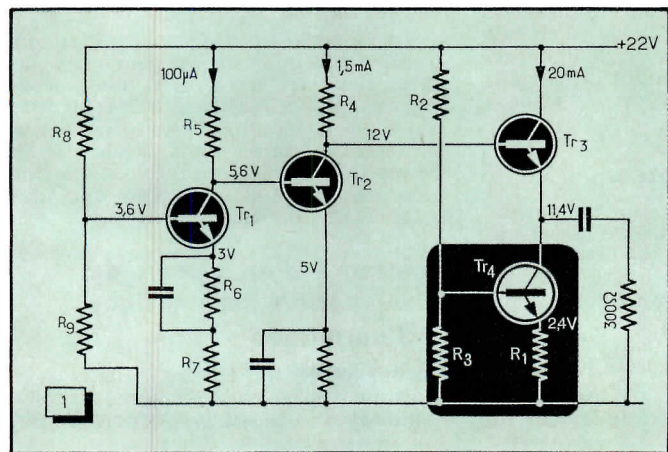 +22V
100µA
1,5mA
20mA
R8
R5
R4
R2
12V
Tr3
5,6V
Tr2
3,6V
Tr1
11,4V
3V
5V
Tr4
R6
2,4V
300Ω
R9
R7
R3
R1
1